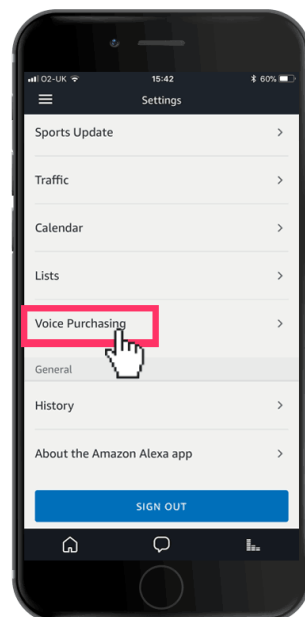 O2-UK 15:42 60%
Settings
Sports Update
Traffic
Calendar
Lists
Voice Purchasing
General
History
About the Amazon Alexa app
SIGN OUT